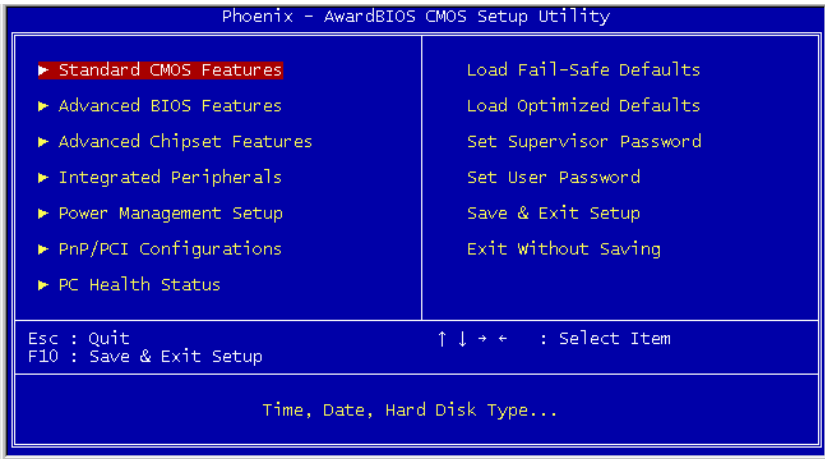 Phoenix - AwardBIOS CMOS Setup Utility
► Standard CMOS Features
► Advanced BIOS Features
► Advanced Chipset Features
► Integrated Peripherals
► Power Management Setup
► PnP/PCI Configurations
► PC Health Status
Load Fail-Safe Defaults
Load Optimized Defaults
Set Supervisor Password
Set User Password
Save & Exit Setup
Exit Without Saving
Esc : Quit
F10 : Save & Exit Setup
↑ ↓ → ← : Select Item
Time, Date, Hard Disk Type...